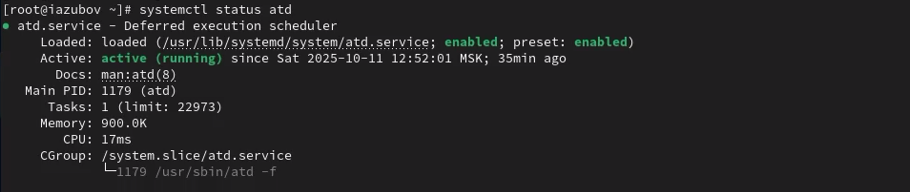 [root@iazubov ~]# systemctl status atd
● atd.service - Deferred execution scheduler
     Loaded: loaded (/usr/lib/systemd/system/atd.service; enabled; preset: enabled)
     Active: active (running) since Sat 2025-10-11 12:52:01 MSK; 35min ago
       Docs: man:atd(8)
   Main PID: 1179 (atd)
      Tasks: 1 (limit: 22973)
     Memory: 900.0K
        CPU: 17ms
     CGroup: /system.slice/atd.service
             └─1179 /usr/sbin/atd -f